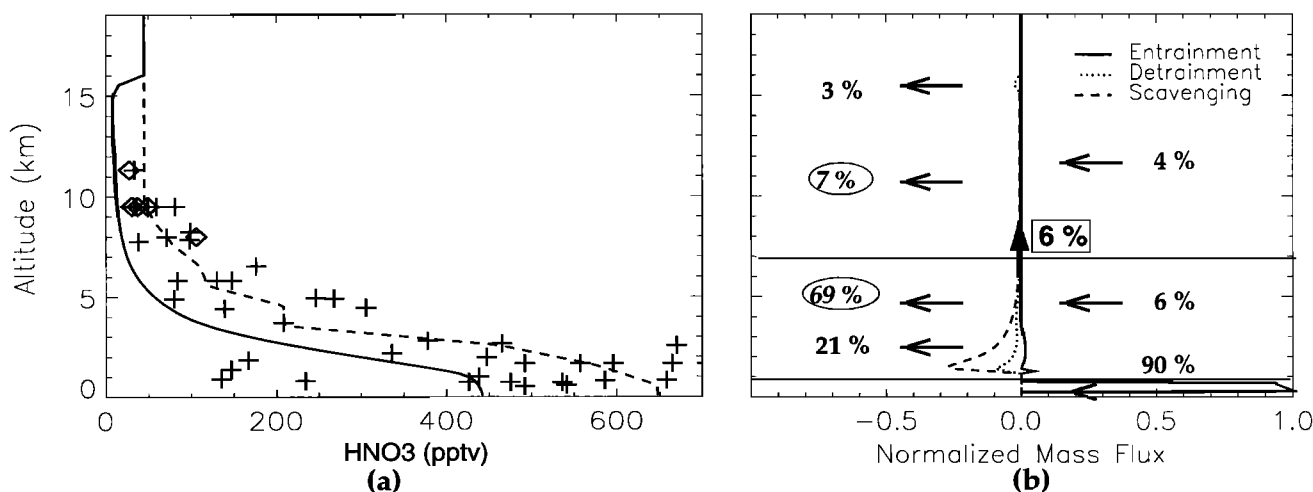 15
10
5
0
Altitude (km)
0
200
400
600
HNO3 (pptv)
(a)
Entrainment
Detrainment
Scavenging
3 %
4 %
7 %
6 %
69 %
6 %
21 %
90 %
-0.5
0.0
0.5
1.0
Normalized Mass Flux
(b)